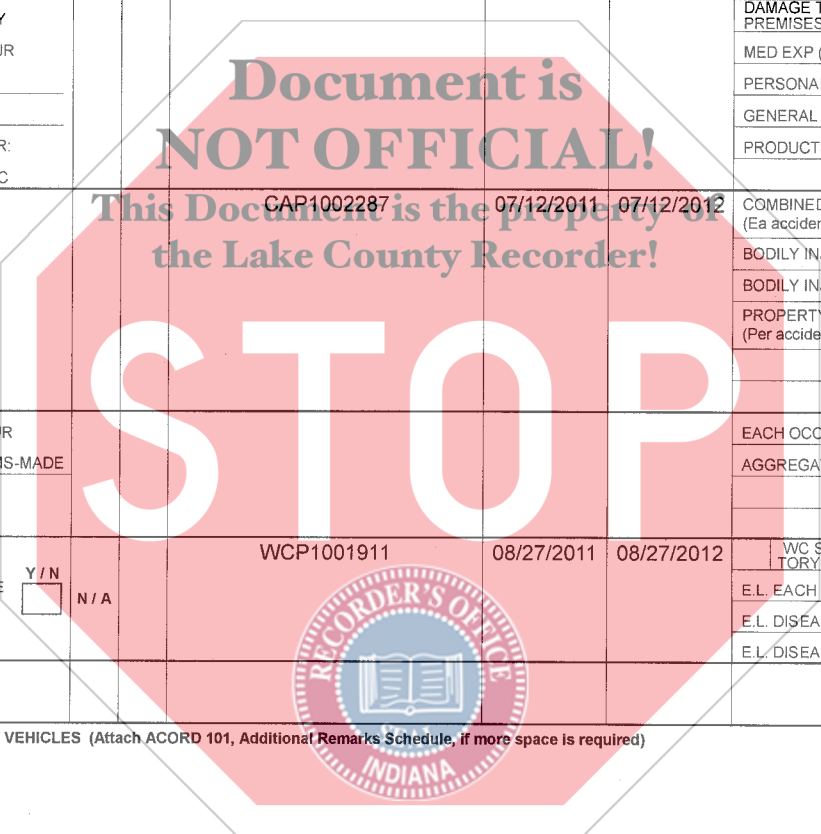 DAMAGE T
PREMISES
Y
UR
MED EXP (
PERSONA
GENERAL
R:
PRODUCT
C
Document is
NOT OFFICIAL!
This Document is the property of
the Lake County Recorder!
CAP1002287 07/12/2011 07/12/2012
COMBINED
(Ea acciden
BODILY IN
BODILY IN
PROPERTY
(Per accide
STOP
UR
EACH OCC
MS-MADE
AGGREGA
WCP1001911 08/27/2011 08/27/2012
WC S
TORY
Y / N
N / A
E
E.L. EACH
E.L. DISEA
E.L. DISEA
RECORDER'S OFFICE
SEAL
INDIANA
VEHICLES (Attach ACORD 101, Additional Remarks Schedule, if more space is required)